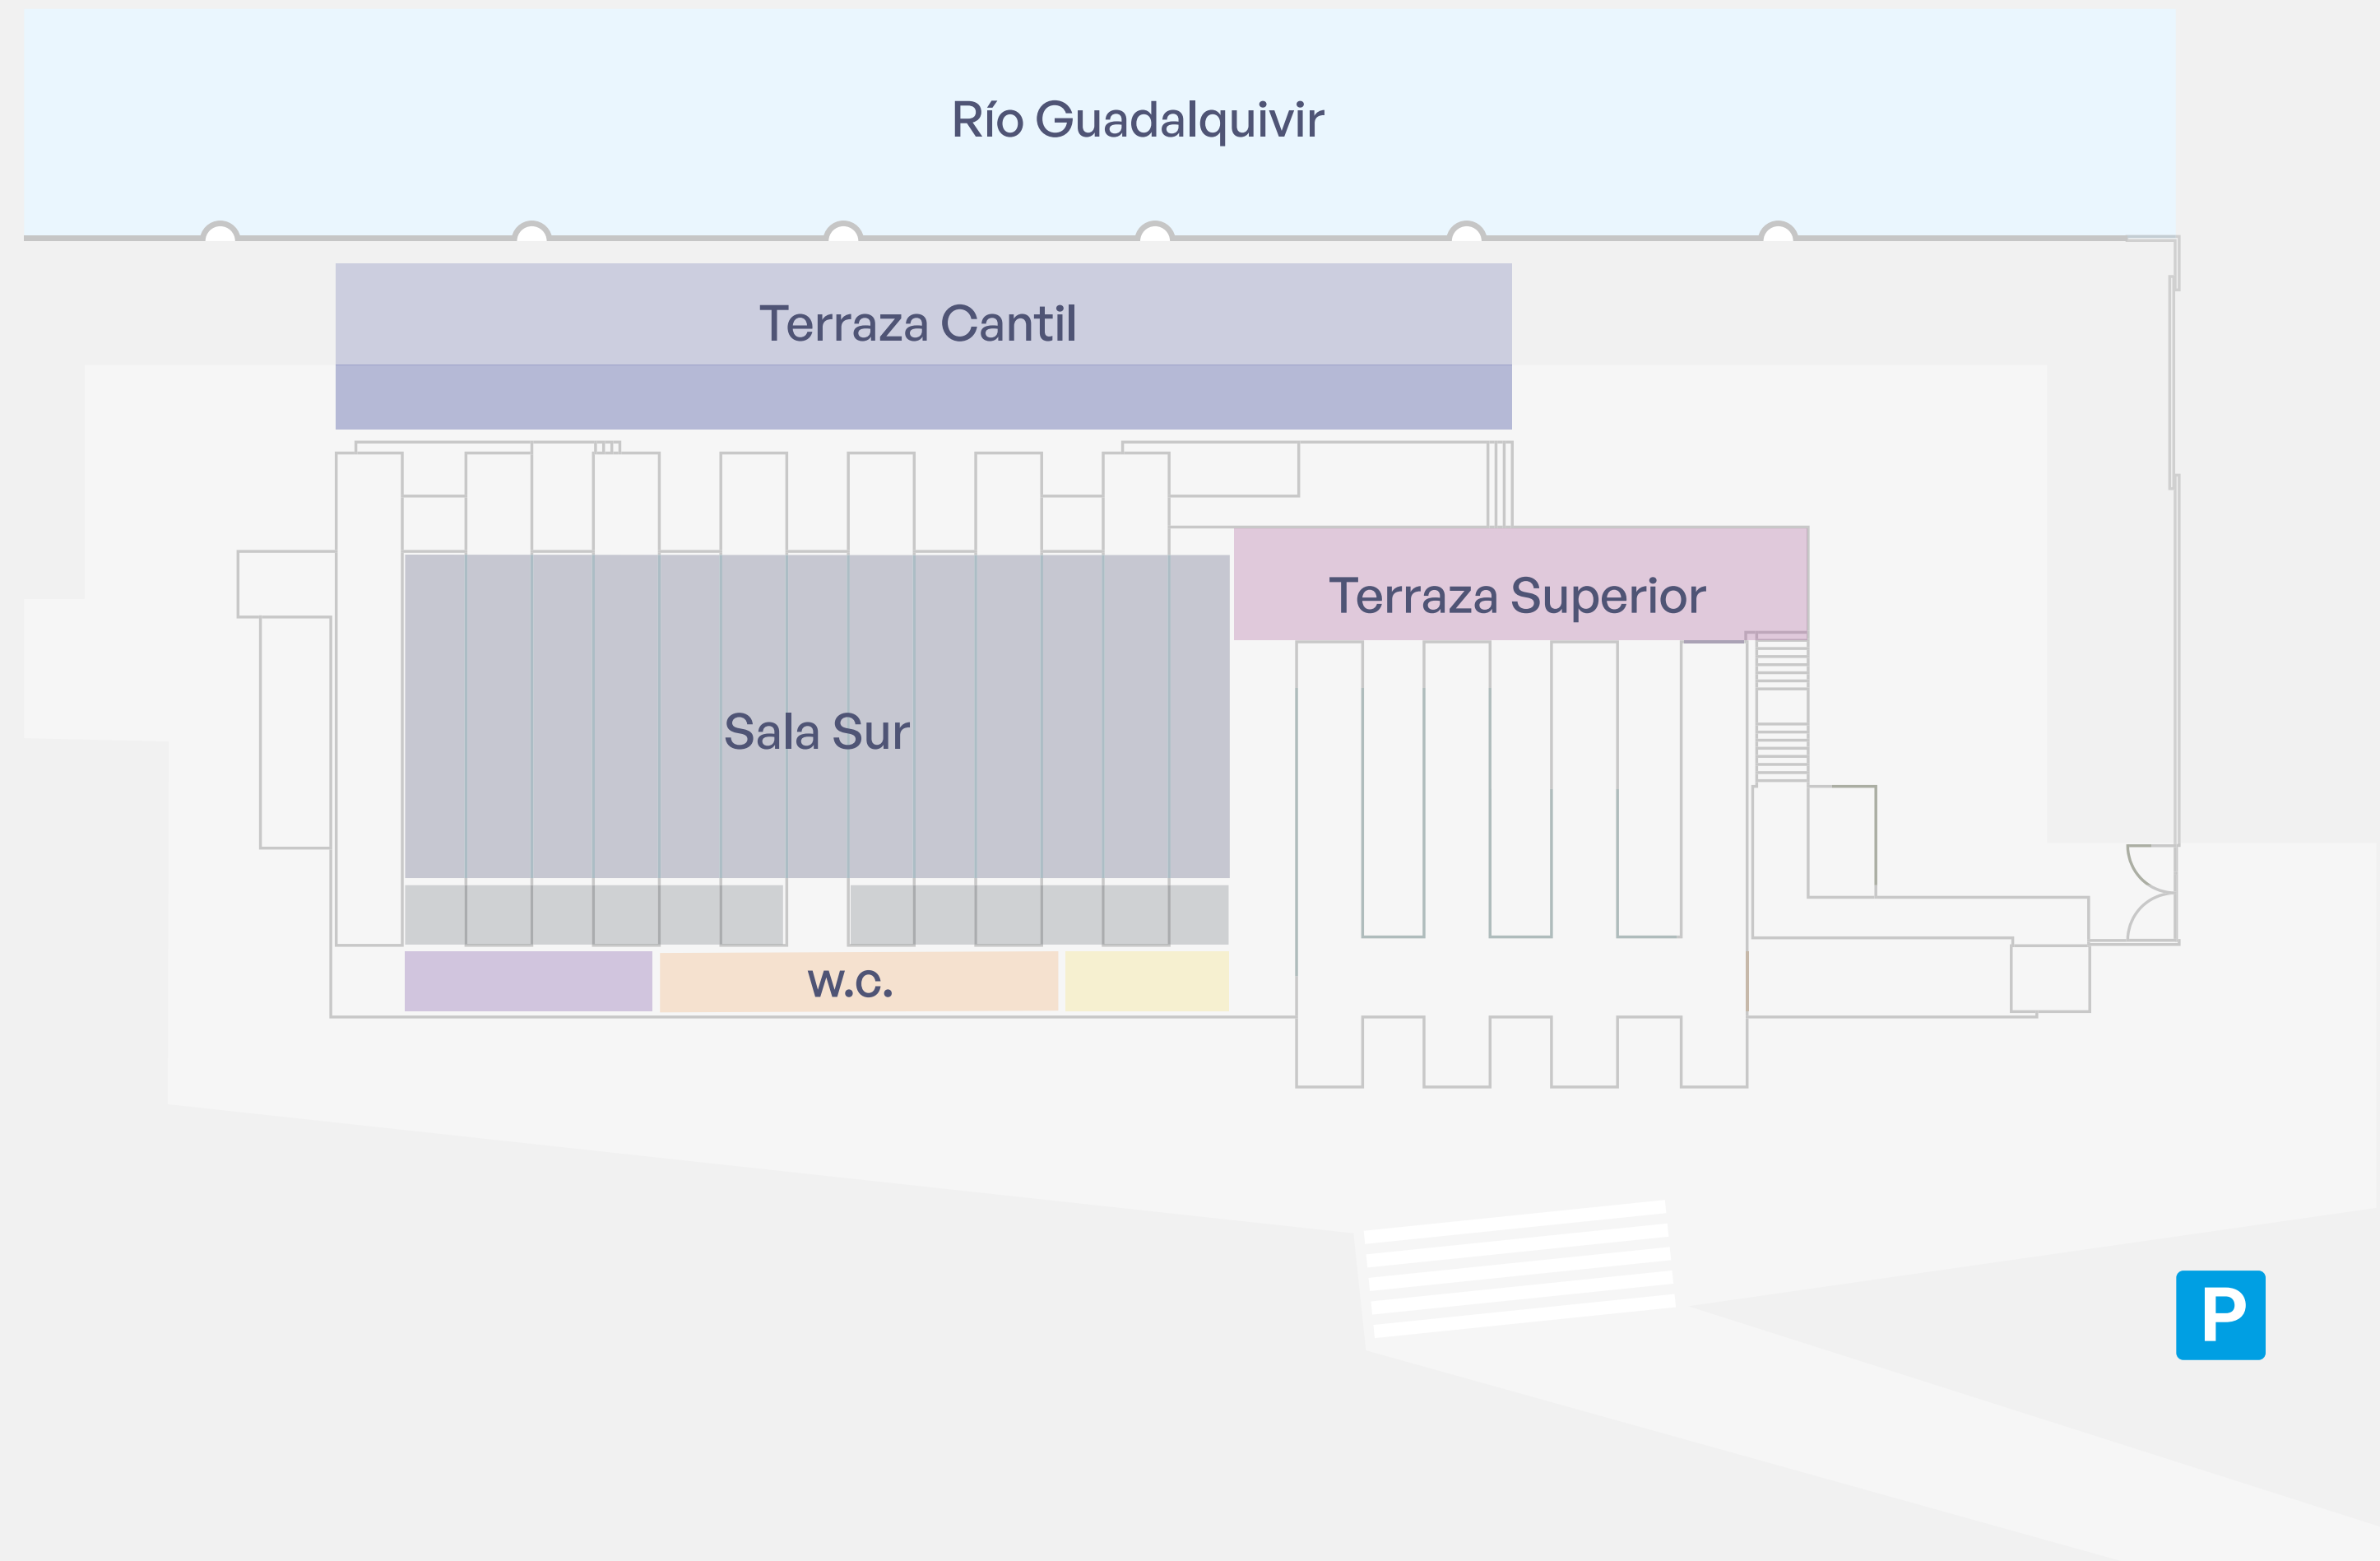 Río Guadalquivir
Terraza Cantil
Terraza Superior
Sala Sur
w.c.
P